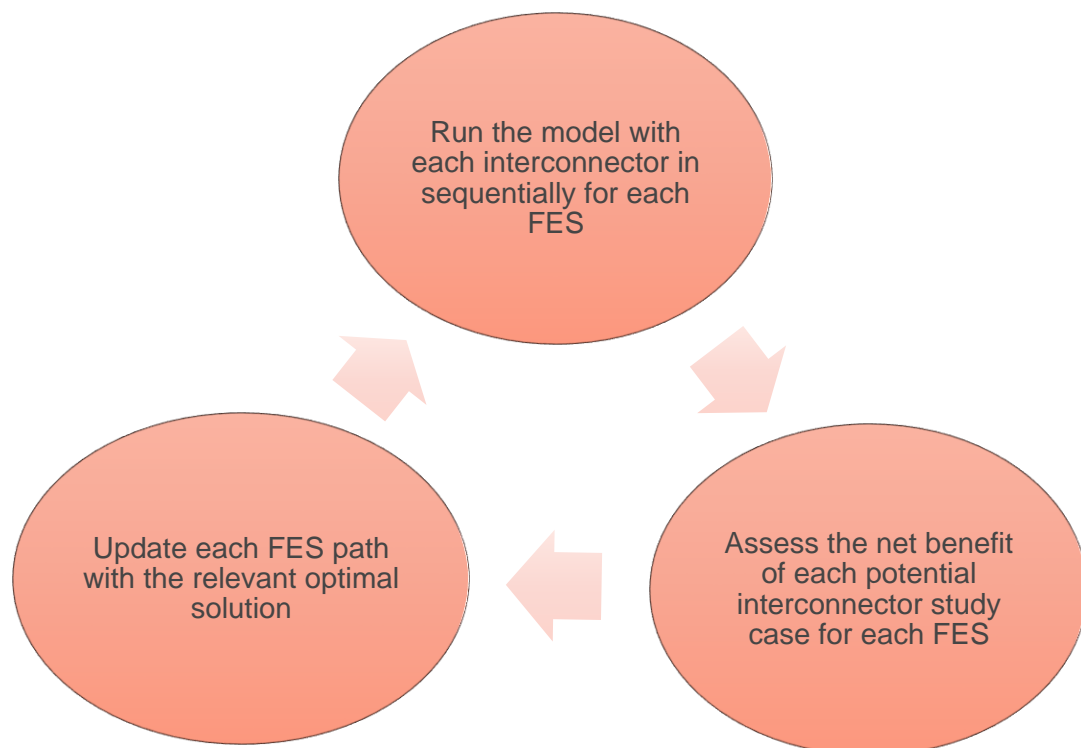 Run the model with
each interconnector in
sequentially for each
FES
Assess the net benefit
of each potential
interconnector study
case for each FES
Update each FES path
with the relevant optimal
solution